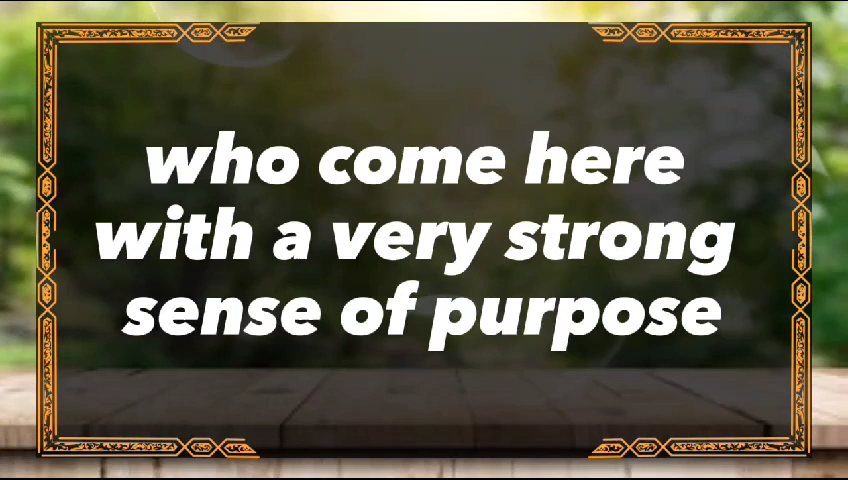 who come here
with a very strong
sense of purpose